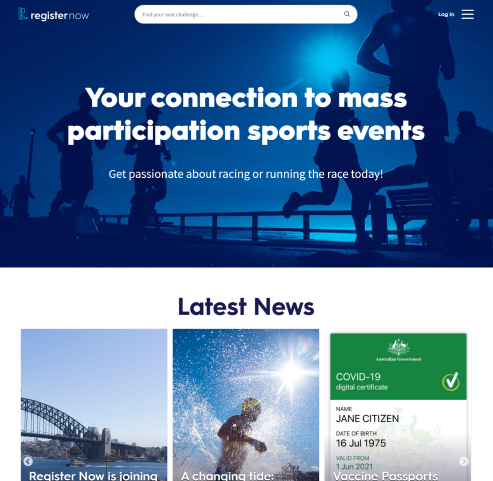 registernow
Find your next challenge...
Log In
Your connection to mass
participation sports events
Get passionate about racing or running the race today!
Latest News
Australian Government
COVID-19
digital certificate
NAME
JANE CITIZEN
DATE OF BIRTH
16 Jul 1975
VALID FROM
1 Jun 2021
Register Now is joining
A changing tide:
Vaccine Passports